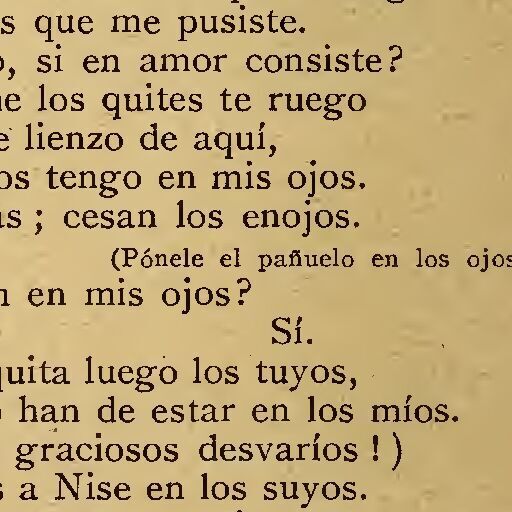 s que me pusiste.
, si en amor consiste?
e los quites te ruego
e lienzo de aquí,
os tengo en mis ojos.
s ; cesan los enojos.
(Pónele el pañuelo en los ojos
n en mis ojos?
Sí.
quita luego los tuyos,
han de estar en los míos.
graciosos desvaríos ! )
s a Nise en los suyos.